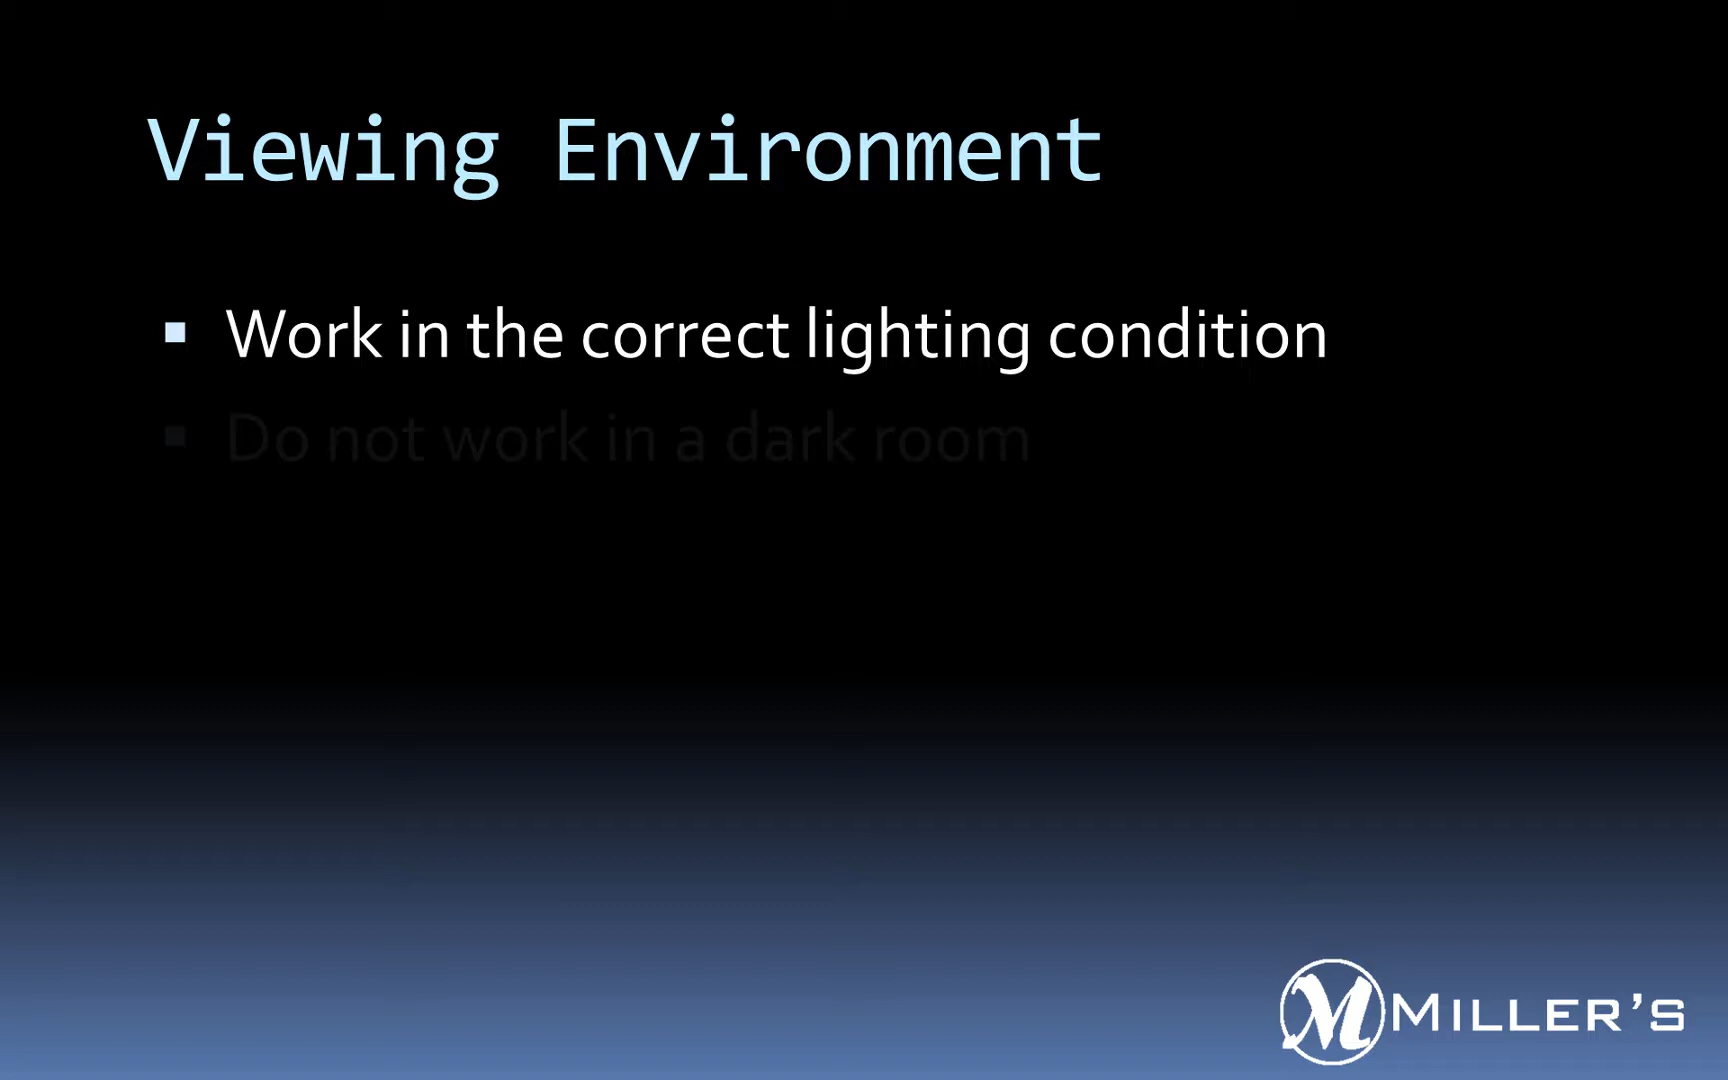 Viewing Environment
Work in the correct lighting condition
Do not work in a dark room
M MILLER'S